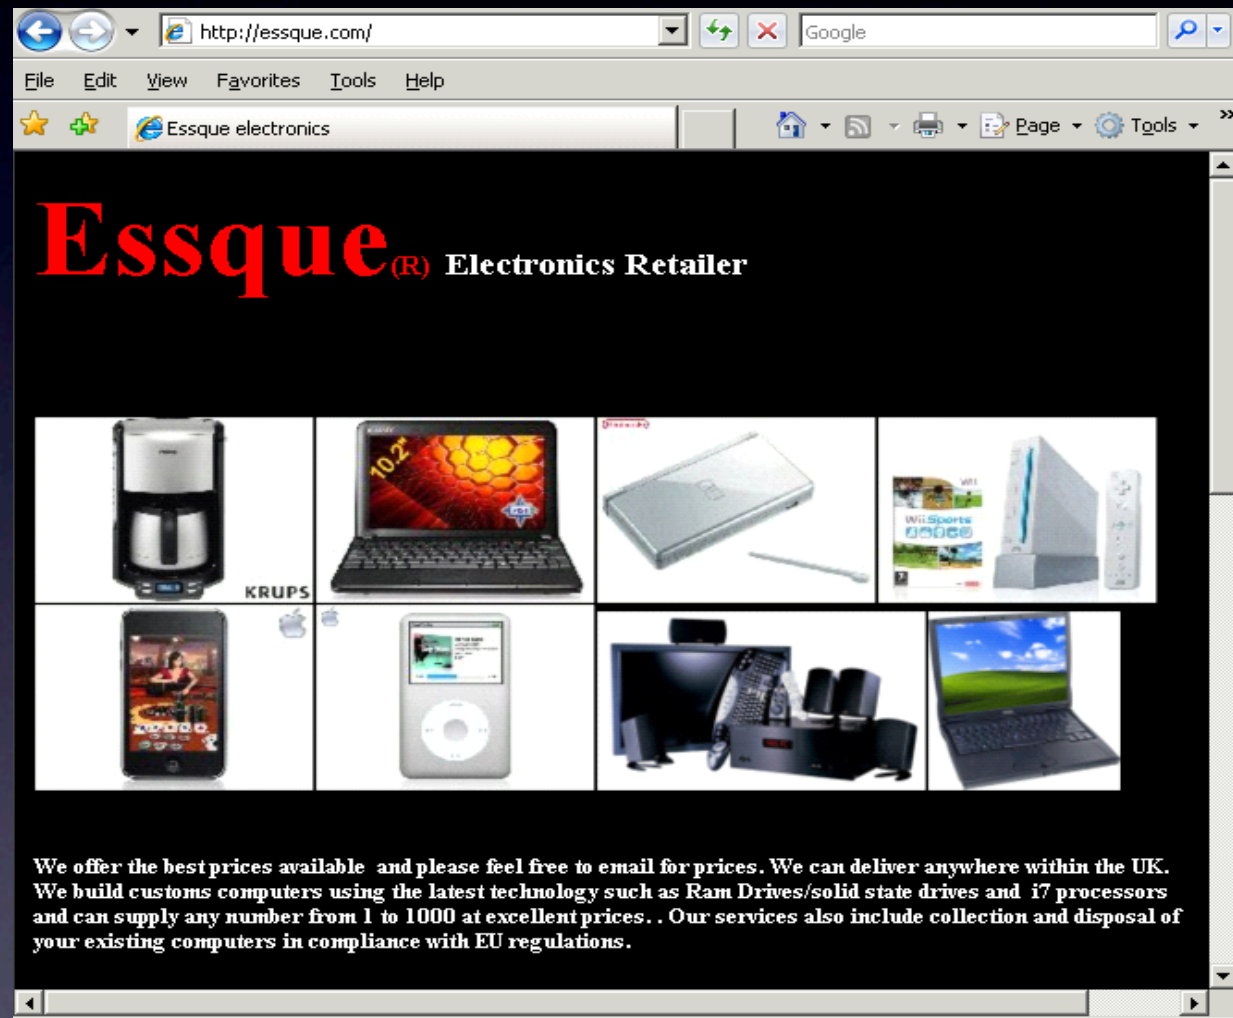 http://essque.com/
Google
File Edit View Favorites Tools Help
Essque electronics
Page Tools
Essque(R) Electronics Retailer
10.2"
Nintendo
Wii
Wii Sports
KRUPS
We offer the best prices available and please feel free to email for prices. We can deliver anywhere within the UK.
We build customs computers using the latest technology such as Ram Drives/solid state drives and i7 processors
and can supply any number from 1 to 1000 at excellent prices. . Our services also include collection and disposal of
your existing computers in compliance with EU regulations.